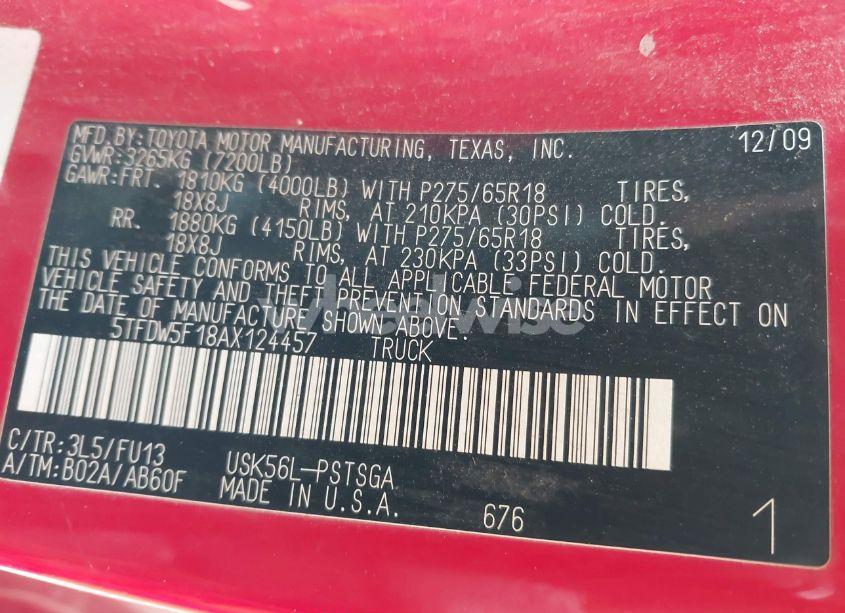 MFD.BY:TOYOTA MOTOR MANUFACTURING, TEXAS, INC. 12/09
GVWR:3265KG (7200LB)
GAWR:FRT. 1810KG (4000LB) WITH P275/65R18 TIRES,
18X8J RIMS, AT 210KPA (30PSI) COLD.
RR. 1880KG (4150LB) WITH P275/65R18 TIRES,
18X8J RIMS, AT 230KPA (33PSI) COLD.
THIS VEHICLE CONFORMS TO ALL APPLICABLE FEDERAL MOTOR
VEHICLE SAFETY AND THEFT PREVENTION STANDARDS IN EFFECT ON
THE DATE OF MANUFACTURE SHOWN ABOVE.
5TFDW5F18AX124457 TRUCK
C/TR:3L5/FU13
A/TM:B02A/AB60F
USK56L-PSTSGA
MADE IN U.S.A.
676
1